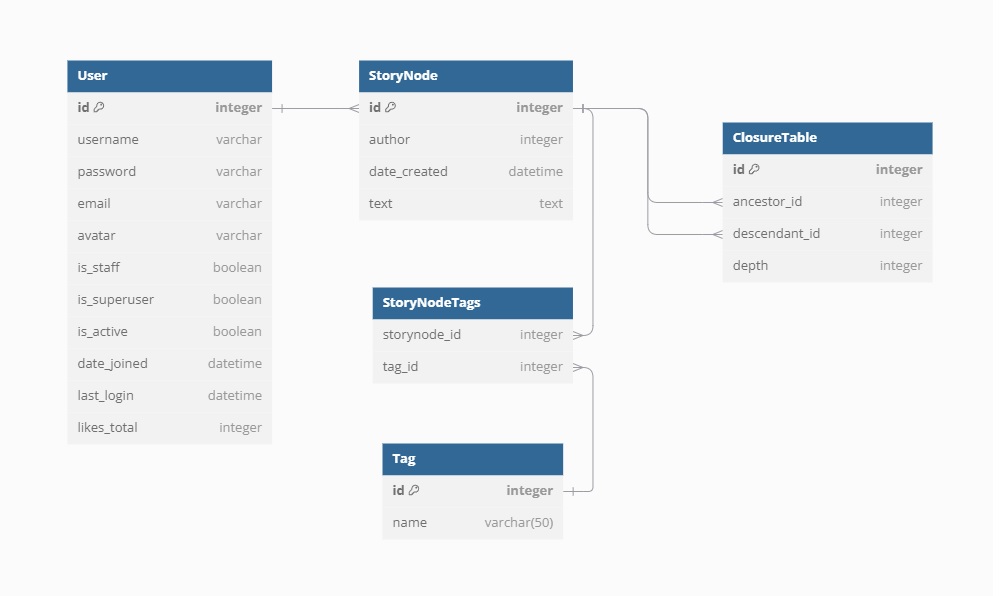 User
id integer
username varchar
password varchar
email varchar
avatar varchar
is_staff boolean
is_superuser boolean
is_active boolean
date_joined datetime
last_login datetime
likes_total integer
StoryNode
id integer
author integer
date_created datetime
text text
StoryNodeTags
storynode_id integer
tag_id integer
Tag
id integer
name varchar(50)
ClosureTable
id integer
ancestor_id integer
descendant_id integer
depth integer